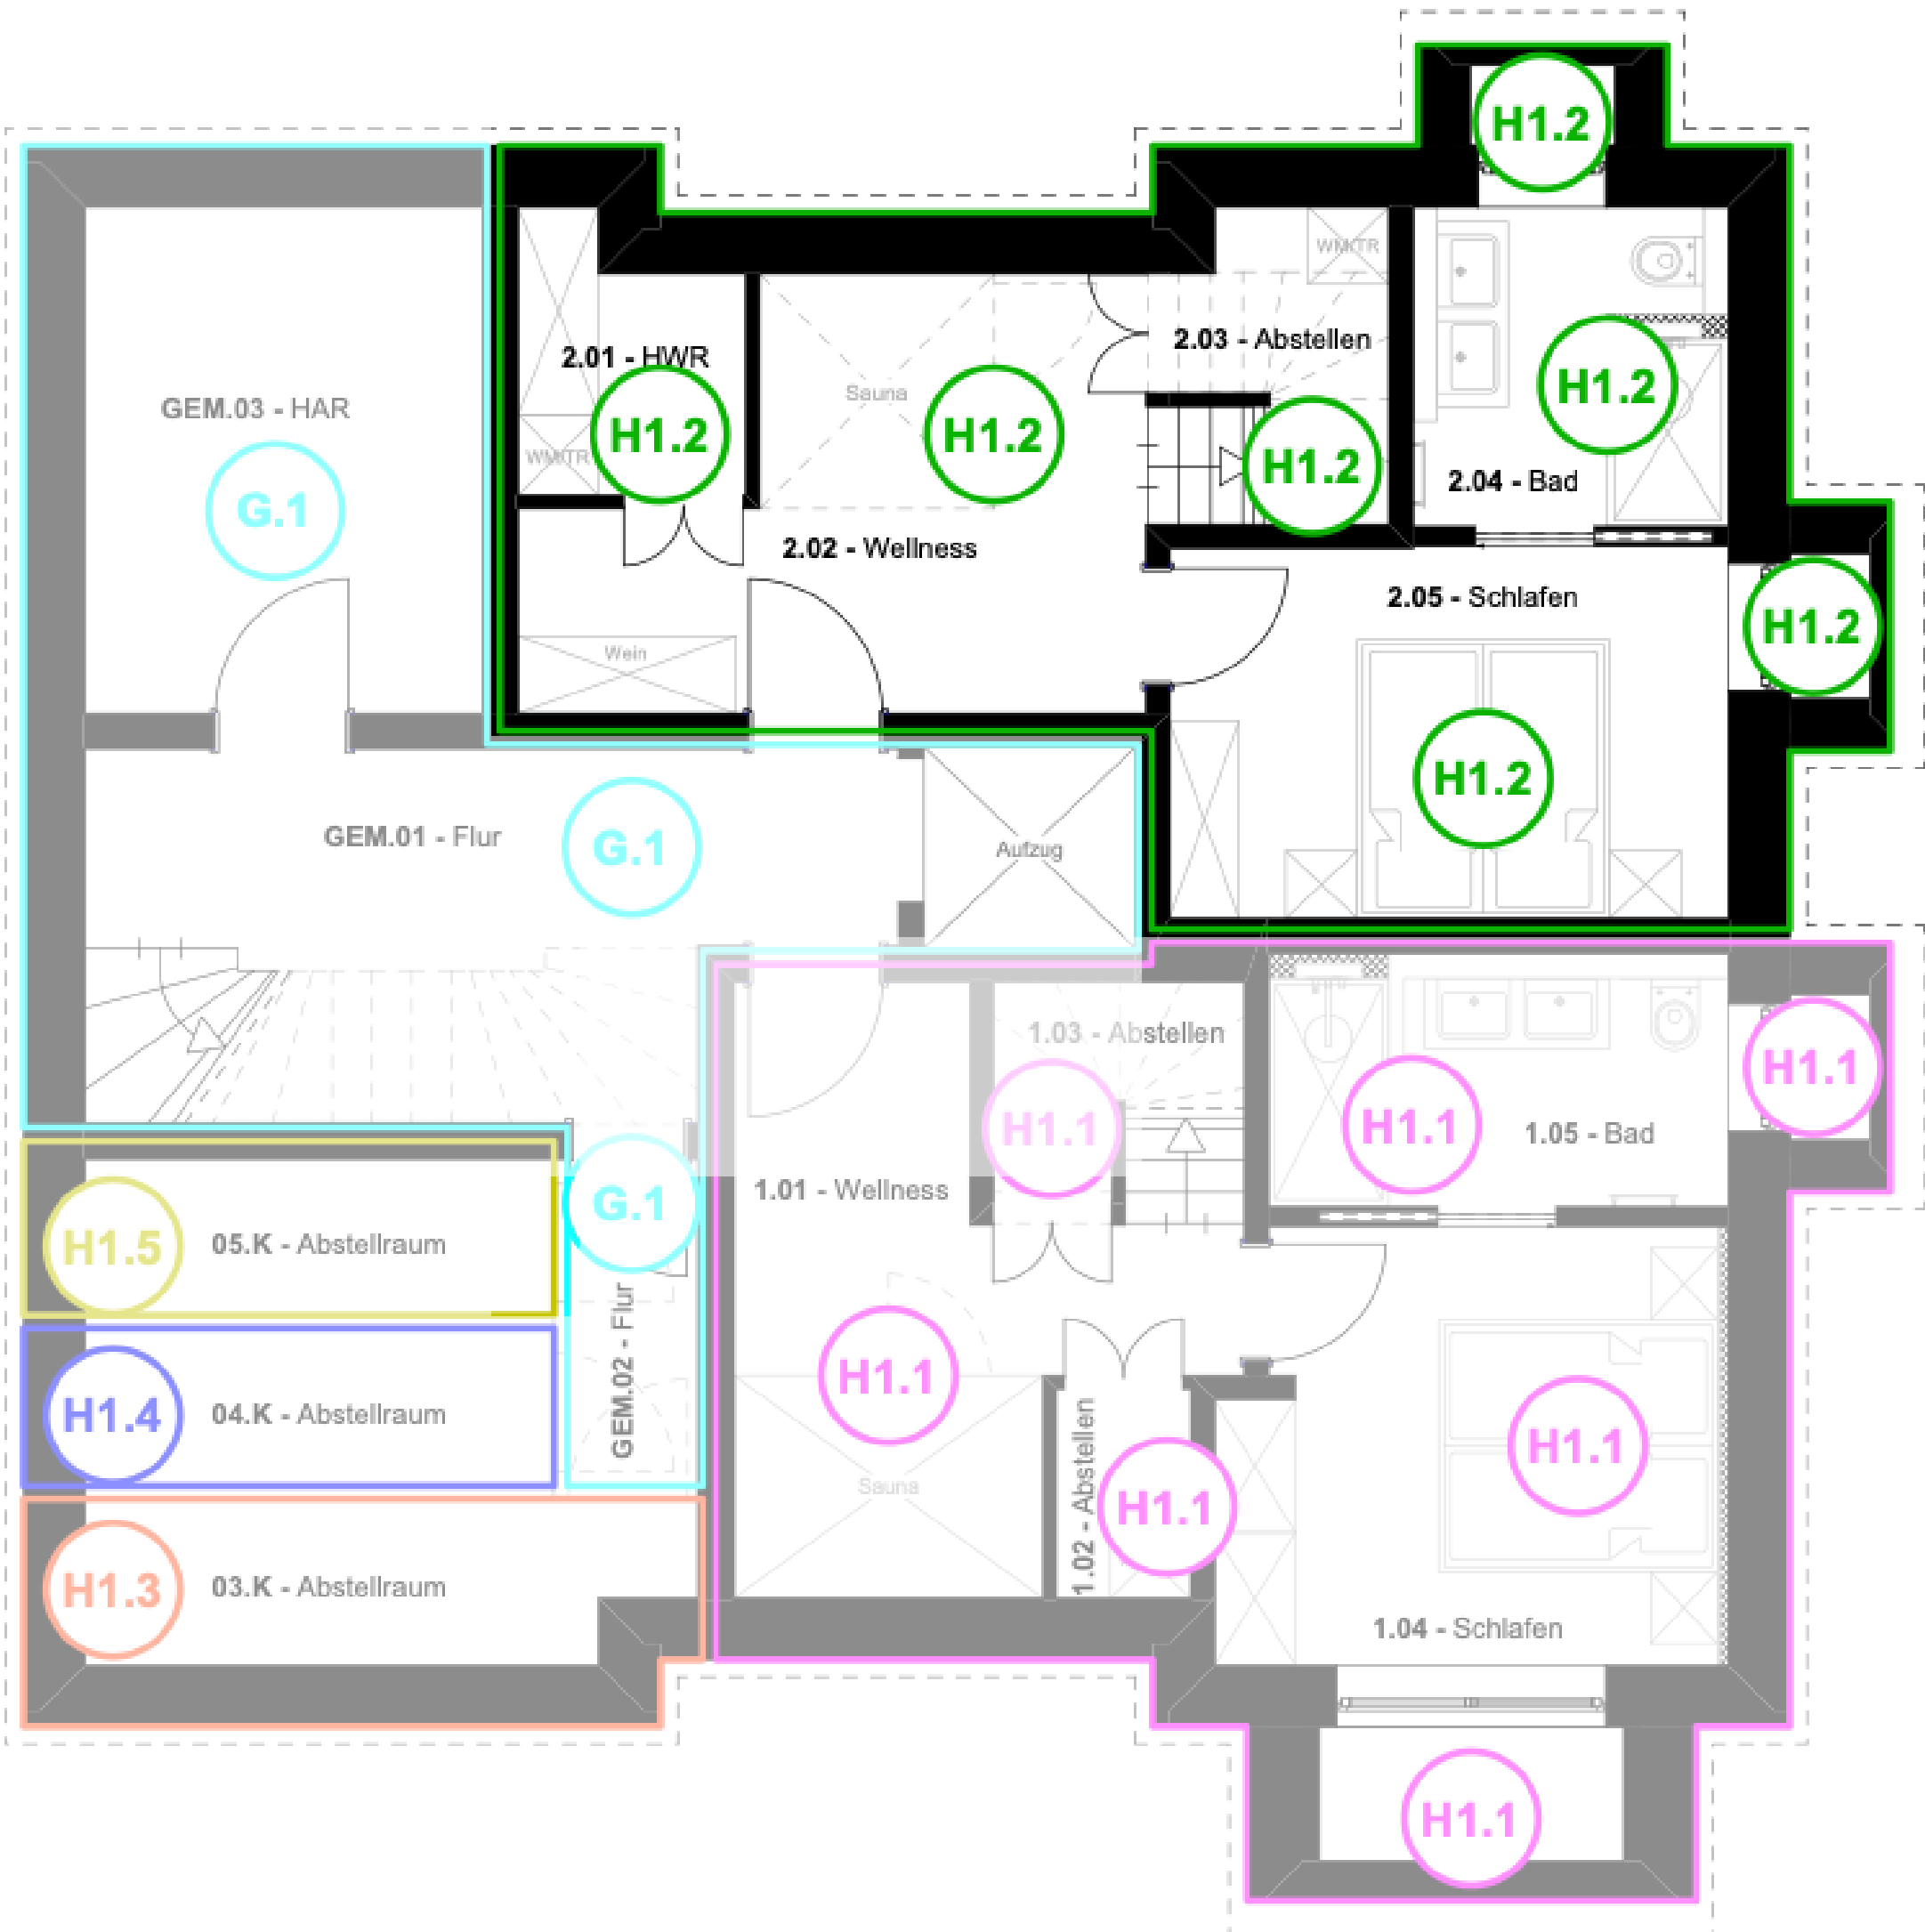 H1.2
WM/TR
2.03 - Abstellen
2.01 - HWR
Sauna
H1.2
GEM.03 - HAR
H1.2
H1.2
H1.2
WM/TR
2.04 - Bad
G.1
2.02 - Wellness
2.05 - Schlafen
H1.2
Wein
H1.2
GEM.01 - Flur
G.1
Aufzug
1.03 - Abstellen
H1.1
H1.1
H1.1
1.05 - Bad
1.01 - Wellness
G.1
H1.5
05.K - Abstellraum
GEM.02 - Flur
H1.1
H1.4
04.K - Abstellraum
H1.1
Sauna
1.02 - Abstellen
H1.1
H1.3
03.K - Abstellraum
1.04 - Schlafen
H1.1